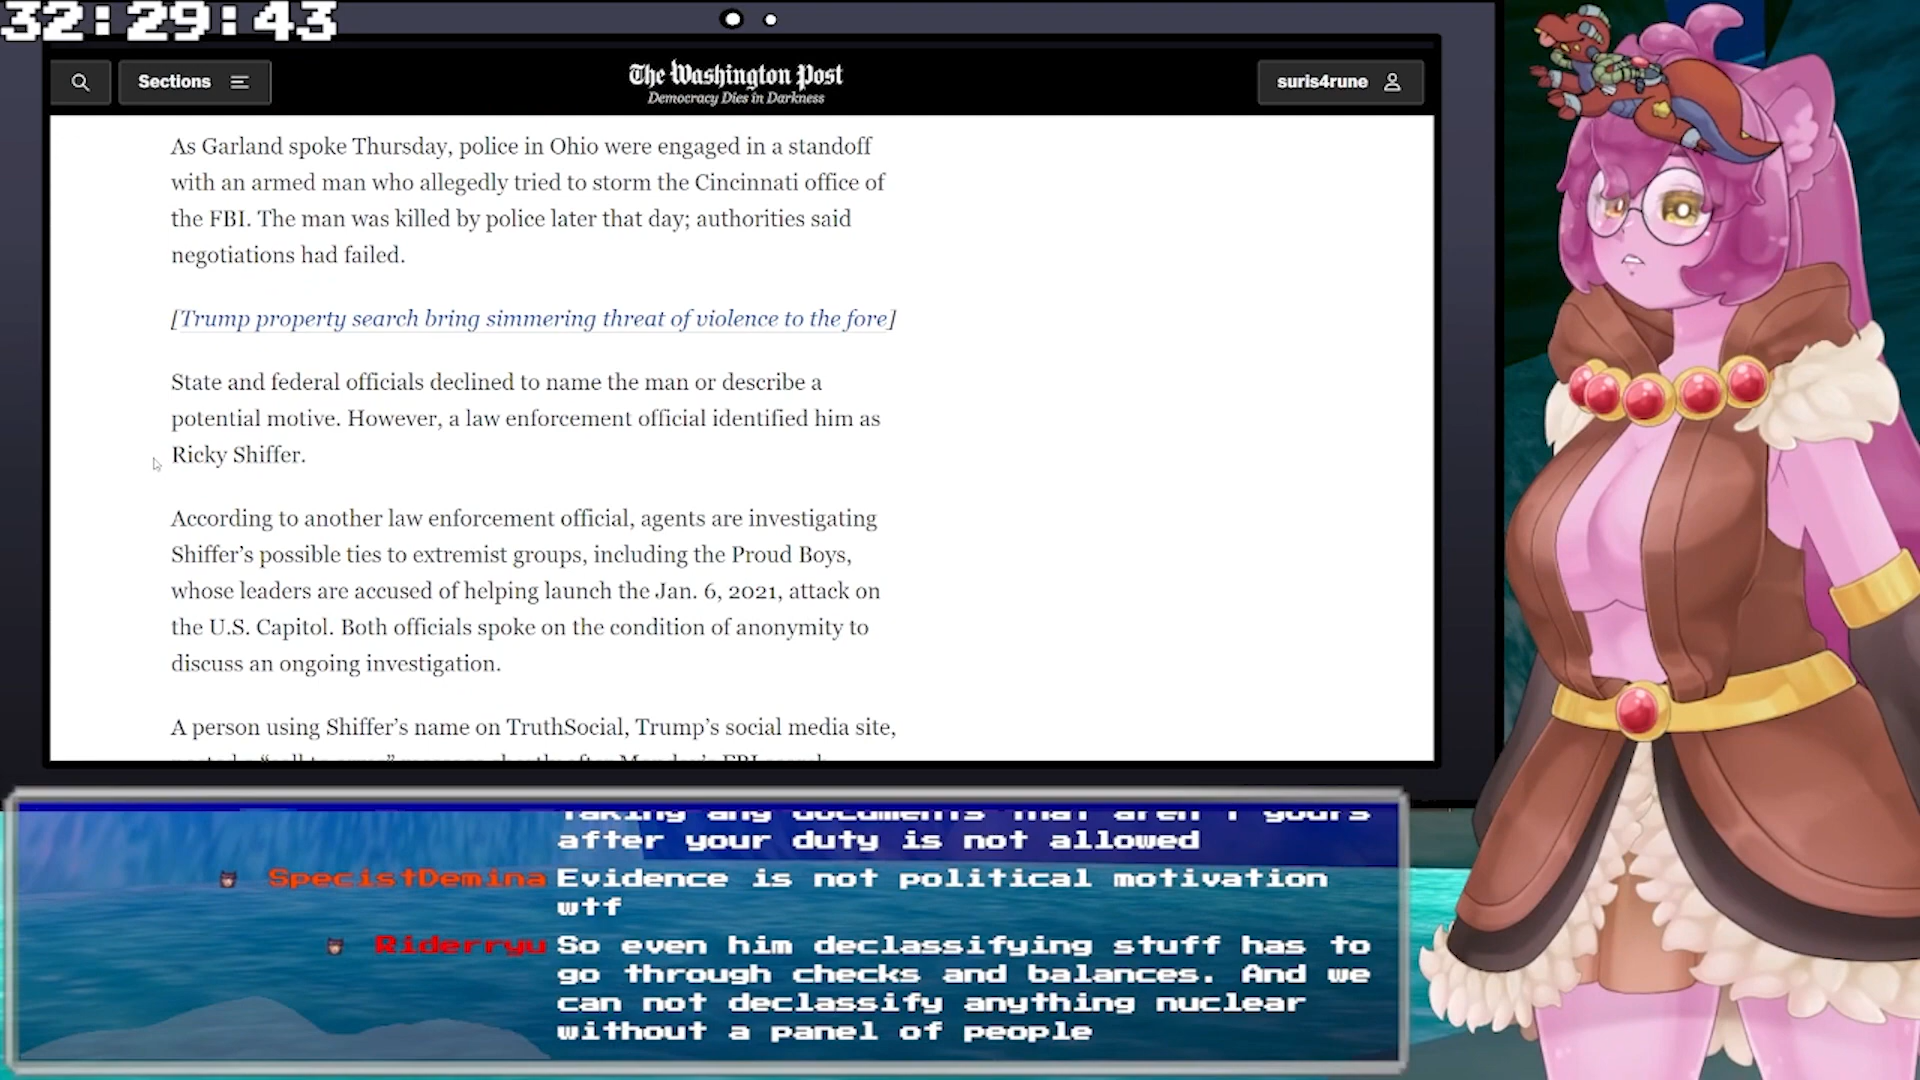 32:29:43
Sections
The Washington Post
Democracy Dies in Darkness
suris4rune
As Garland spoke Thursday, police in Ohio were engaged in a standoff
with an armed man who allegedly tried to storm the Cincinnati office of
the FBI. The man was killed by police later that day; authorities said
negotiations had failed.
[Trump property search bring simmering threat of violence to the fore]
State and federal officials declined to name the man or describe a
potential motive. However, a law enforcement official identified him as
Ricky Shiffer.
According to another law enforcement official, agents are investigating
Shiffer’s possible ties to extremist groups, including the Proud Boys,
whose leaders are accused of helping launch the Jan. 6, 2021, attack on
the U.S. Capitol. Both officials spoke on the condition of anonymity to
discuss an ongoing investigation.
A person using Shiffer’s name on TruthSocial, Trump’s social media site,
Taking any documents that aren't yours
after your duty is not allowed
SpecistDemina Evidence is not political motivation
wtf
Riderryu So even him declassifying stuff has to
go through checks and balances. And we
can not declassify anything nuclear
without a panel of people